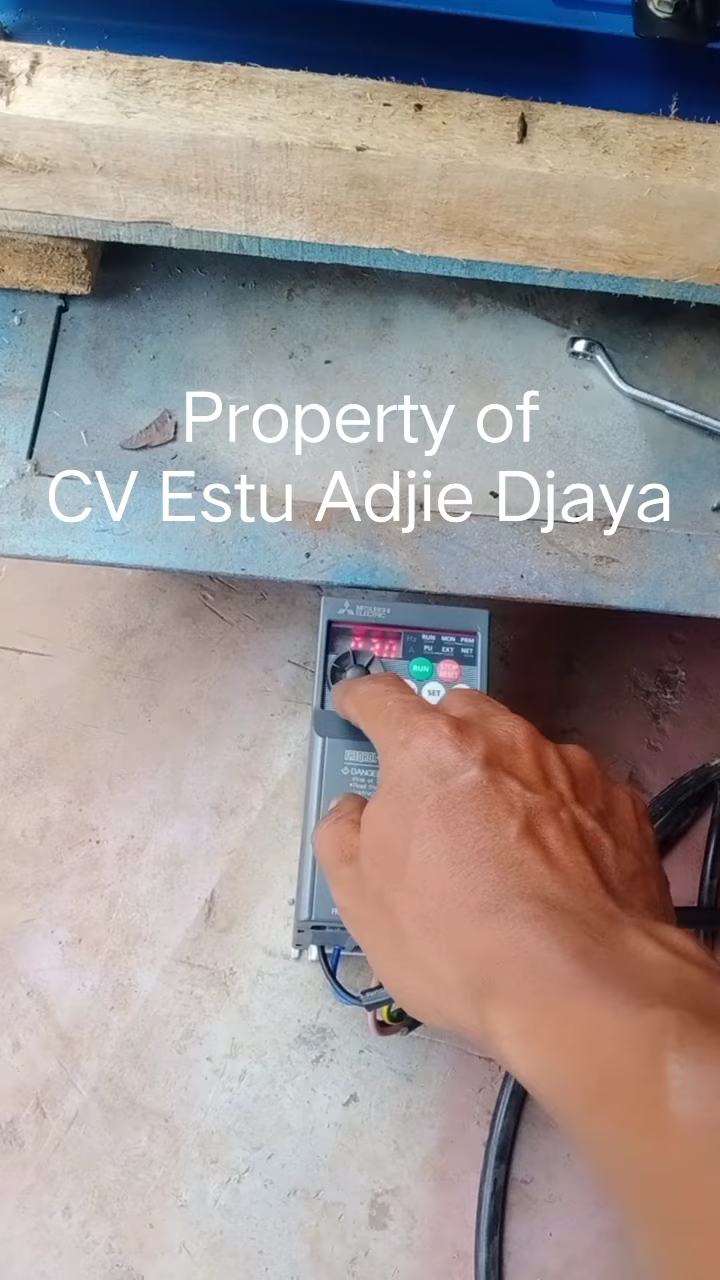 Property of
CV Estu Adjie Djaya
MITSUBISHI
ELECTRIC
Hz RUN MON PRM
A PU EXT NET
RUN STOP
RESET
SET
DANGER